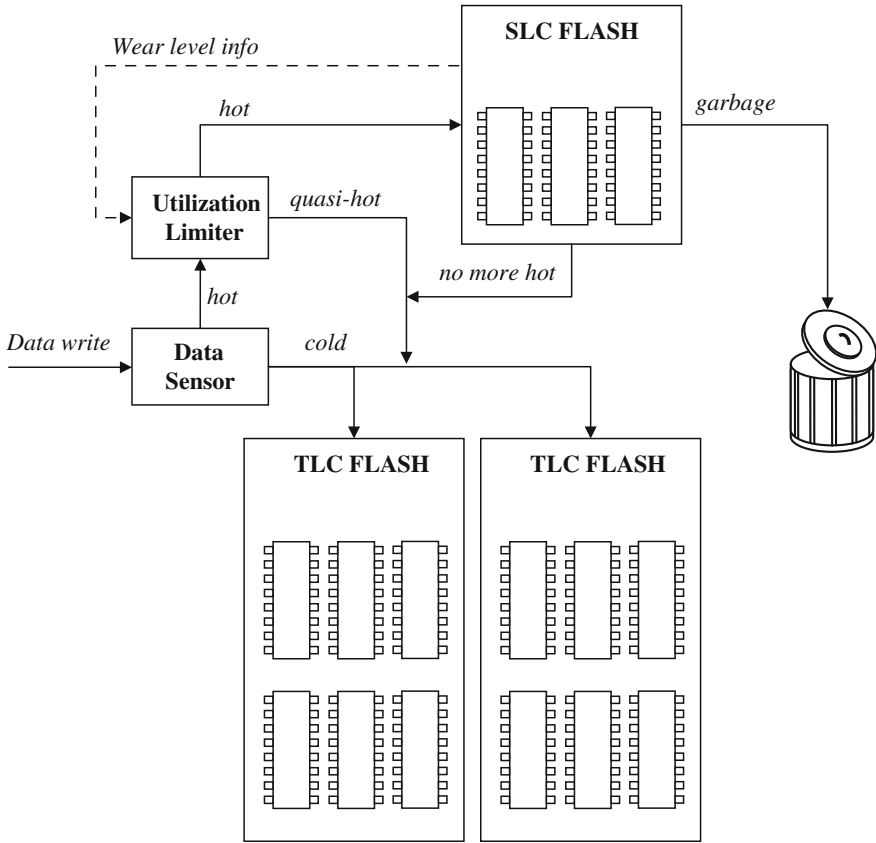 Wear level info
SLC FLASH
hot
garbage
Utilization
Limiter
quasi-hot
no more hot
hot
Data write
Data
Sensor
cold
TLC FLASH
TLC FLASH